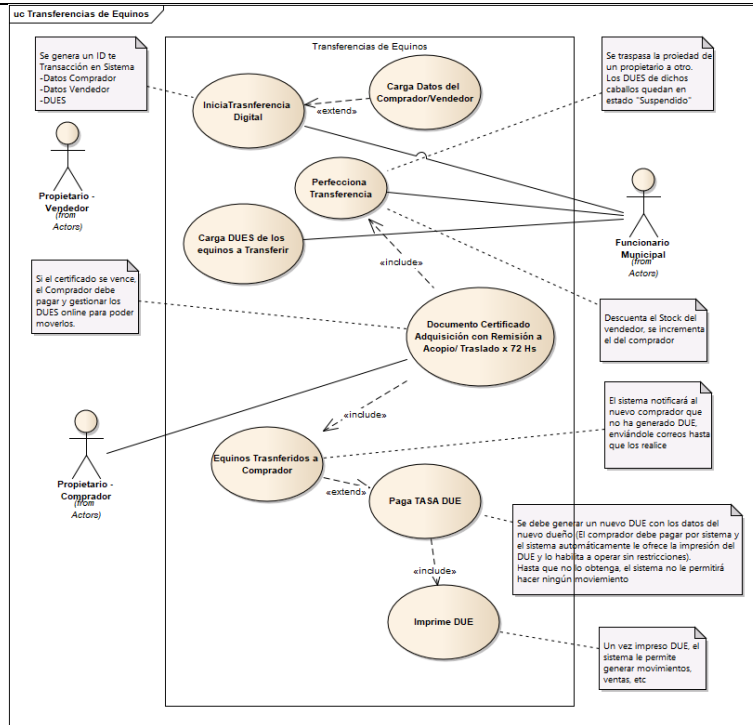 uc Transferencias de Equinos
Transferencias de Equinos
Se genera un ID te
Transacción en Sistema
-Datos Comprador
-Datos Vendedor
-DUES
IniciaTrasnferencia
Digital
«extend»
Carga Datos del
Comprador/Vendedor
Se traspasa la proiedad de
un propietario a otro.
Los DUES de dichos
caballos quedan en
estado "Suspendido"
Propietario -
Vendedor
(from
Actors)
Perfecciona
Transferencia
Carga DUES de los
equinos a Transferir
Funcionario
Municipal
(from
Actors)
«include»
Si el certificado se vence,
el Comprador debe
pagar y gestionar los
DUES online para poder
moverlos.
Documento Certificado
Adquisición con Remisión a
Acopio/ Traslado x 72 Hs
Descuenta el Stock del
vendedor, se incrementa
el del comprador
«include»
El sistema notificará al
nuevo comprador que
no ha generado DUE,
enviándole correos hasta
que los realice
Propietario -
Comprador
(from
Actors)
Equinos Trasnferidos a
Comprador
«extend»
Paga TASA DUE
Se debe generar un nuevo DUE con los datos del
nuevo dueño (El comprador debe pagar por sistema y
el sistema automáticamente le ofrece la impresión del
DUE y lo habilita a operar sin restricciones).
Hasta que no lo obtenga, el sistema no le permitirá
hacer ningún moviemiento
«include»
Imprime DUE
Un vez impreso DUE, el
sistema le permite
generar movimientos,
ventas, etc